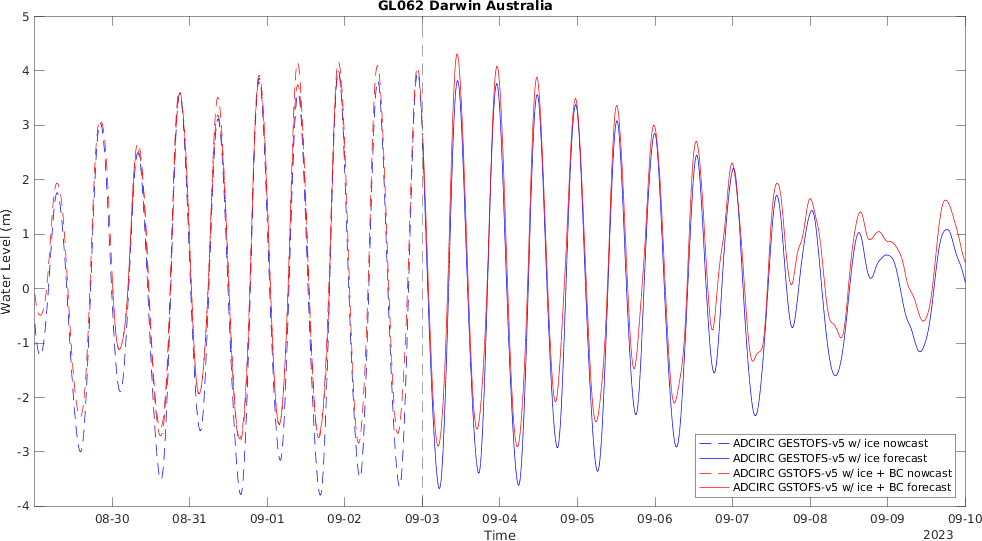 GL062 Darwin Australia
5
4
3
2
1
0
-1
-2
-3
-4
Water Level (m)
08-30 08-31 09-01 09-02 09-03 09-04 09-05 09-06 09-07 09-08 09-09 09-10
Time
2023
ADCIRC GESTOFS-v5 w/ ice nowcast
ADCIRC GESTOFS-v5 w/ ice forecast
ADCIRC GSTOFS-v5 w/ ice + BC nowcast
ADCIRC GSTOFS-v5 w/ ice + BC forecast